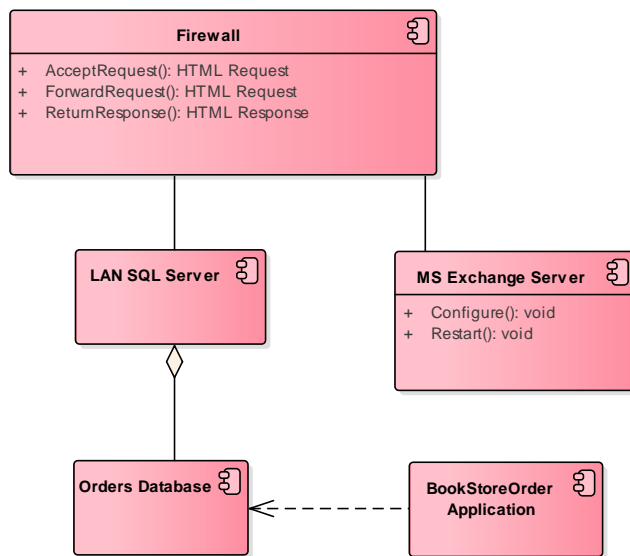 Firewall
+ AcceptRequest(): HTML Request
+ ForwardRequest(): HTML Request
+ ReturnResponse(): HTML Response
LAN SQL Server
MS Exchange Server
+ Configure(): void
+ Restart(): void
Orders Database
BookStoreOrder
Application